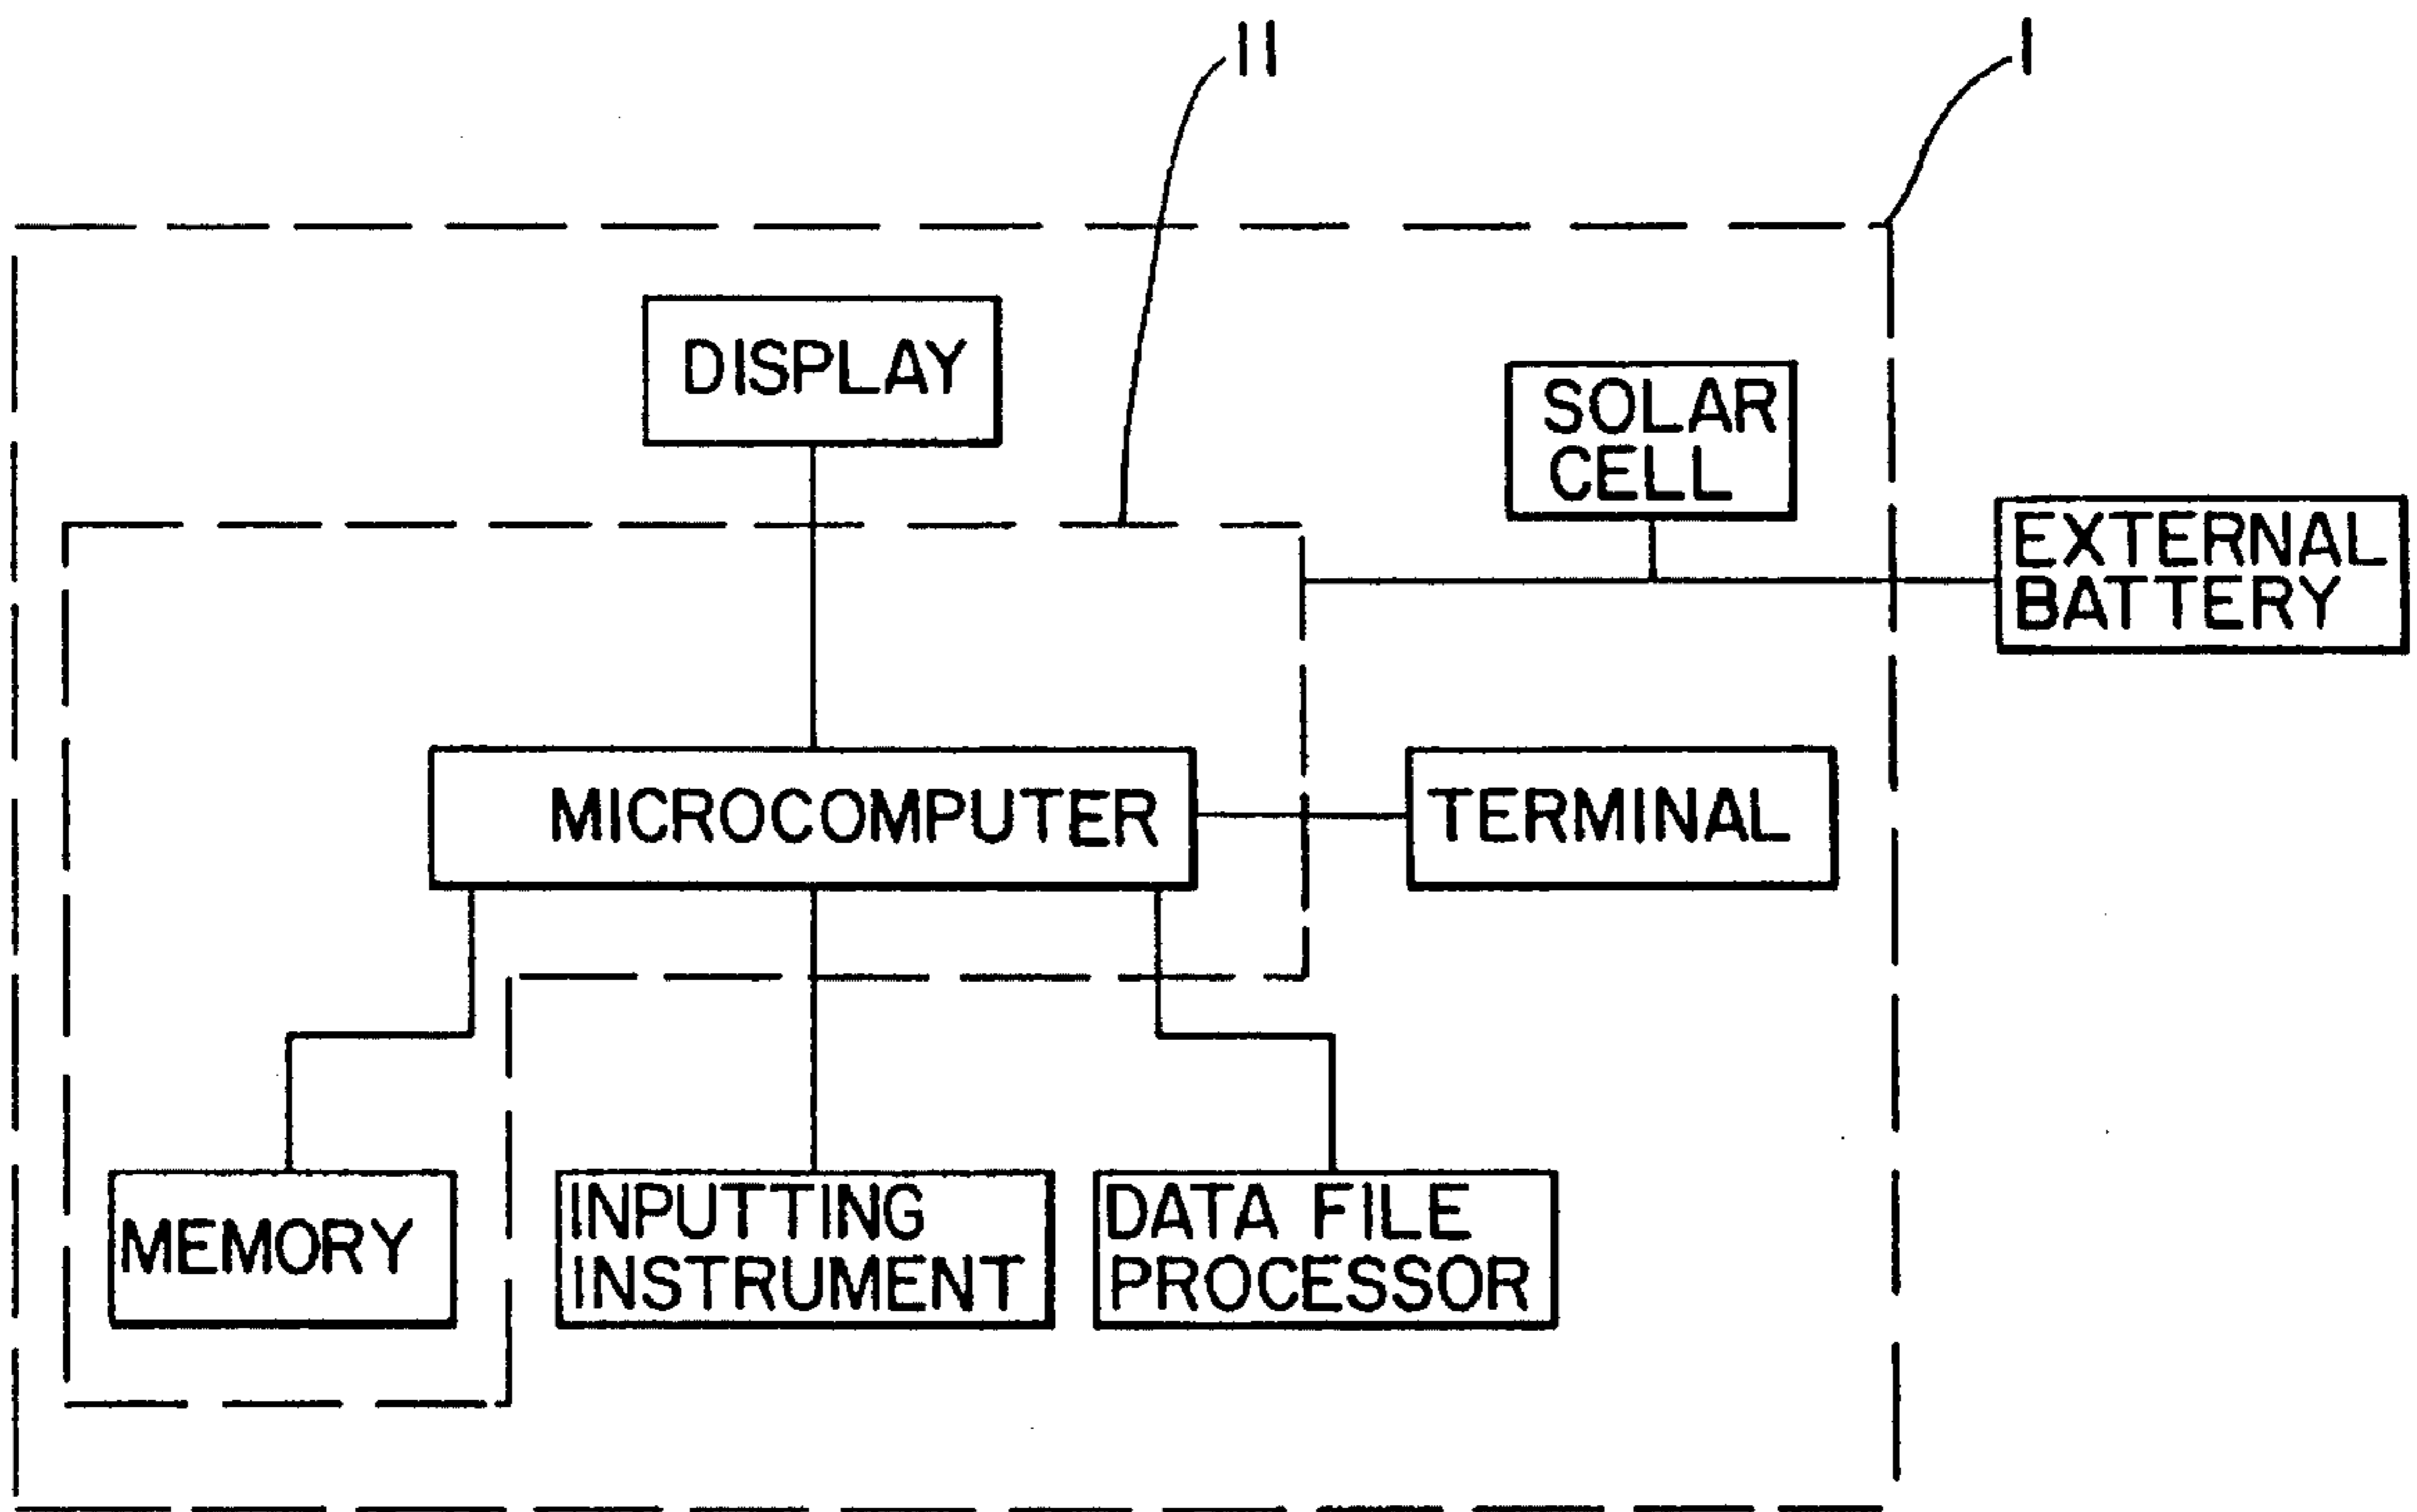 11
1
DISPLAY
SOLAR
CELL
EXTERNAL
BATTERY
MICROCOMPUTER
TERMINAL
MEMORY
INPUTTING
INSTRUMENT
DATA FILE
PROCESSOR